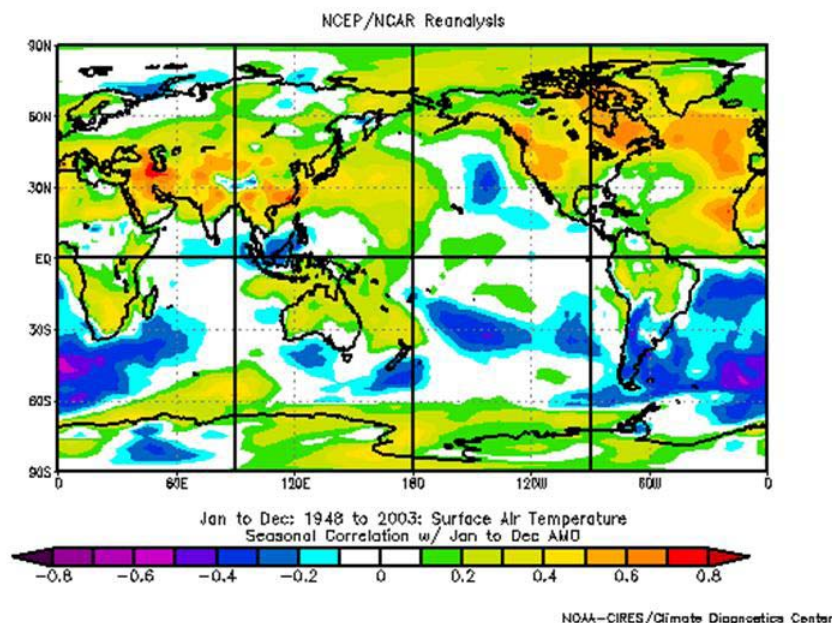 NCEP/NCAR Reanalysis
90N
60N
30N
EQ
30S
60S
90S
0 60E 120E 180 120W 60W 0
Jan to Dec: 1948 to 2003: Surface Air Temperature
Seasonal Correlation w/ Jan to Dec AMO
-0.8 -0.6 -0.4 -0.2 0 0.2 0.4 0.6 0.8
NOAA-CIRES/Climate Diagnostics Center